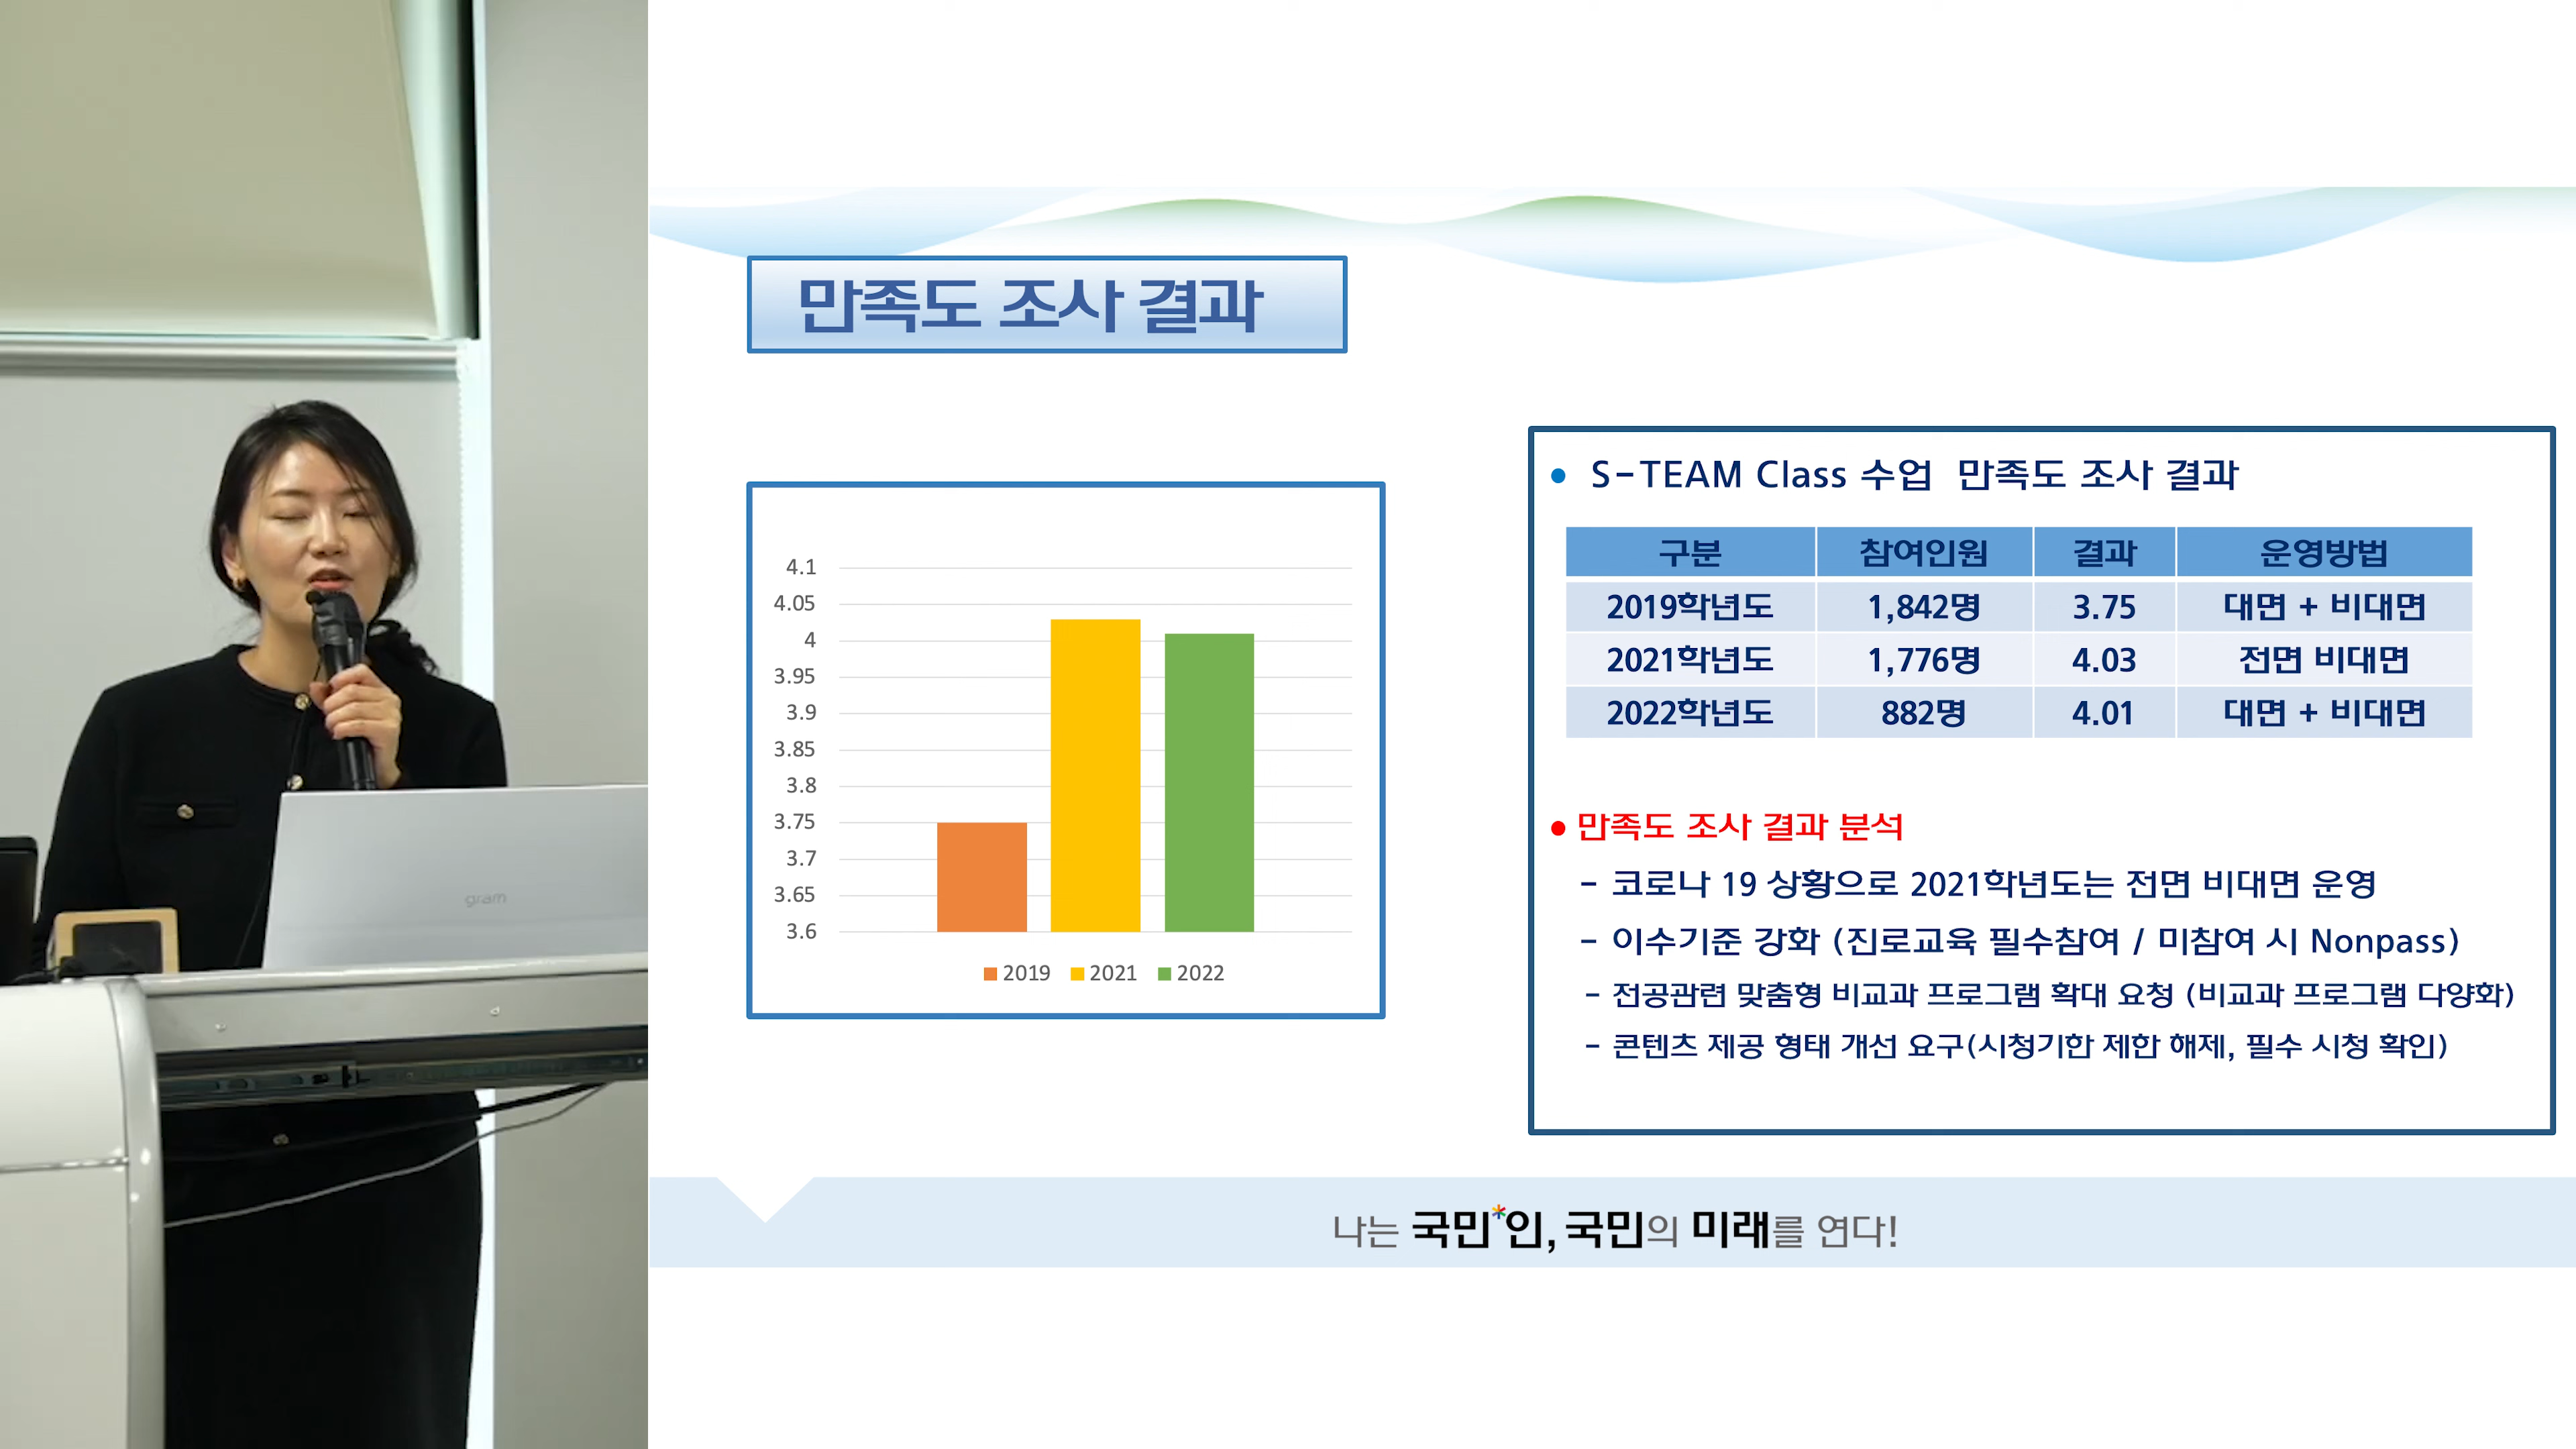 만족도 조사 결과
4.1
4.05
4
3.95
3.9
3.85
3.8
3.75
3.7
3.65
3.6
2019 2021 2022
S-TEAM Class 수업 만족도 조사 결과
구분 참여인원 결과 운영방법
2019학년도 1,842명 3.75 대면 + 비대면
2021학년도 1,776명 4.03 전면 비대면
2022학년도 882명 4.01 대면 + 비대면
만족도 조사 결과 분석
- 코로나 19 상황으로 2021학년도는 전면 비대면 운영
- 이수기준 강화 (진로교육 필수참여 / 미참여 시 Nonpass)
- 전공관련 맞춤형 비교과 프로그램 확대 요청 (비교과 프로그램 다양화)
- 콘텐츠 제공 형태 개선 요구(시청기한 제한 해제, 필수 시청 확인)
gram
나는 국민*인, 국민의 미래를 연다!